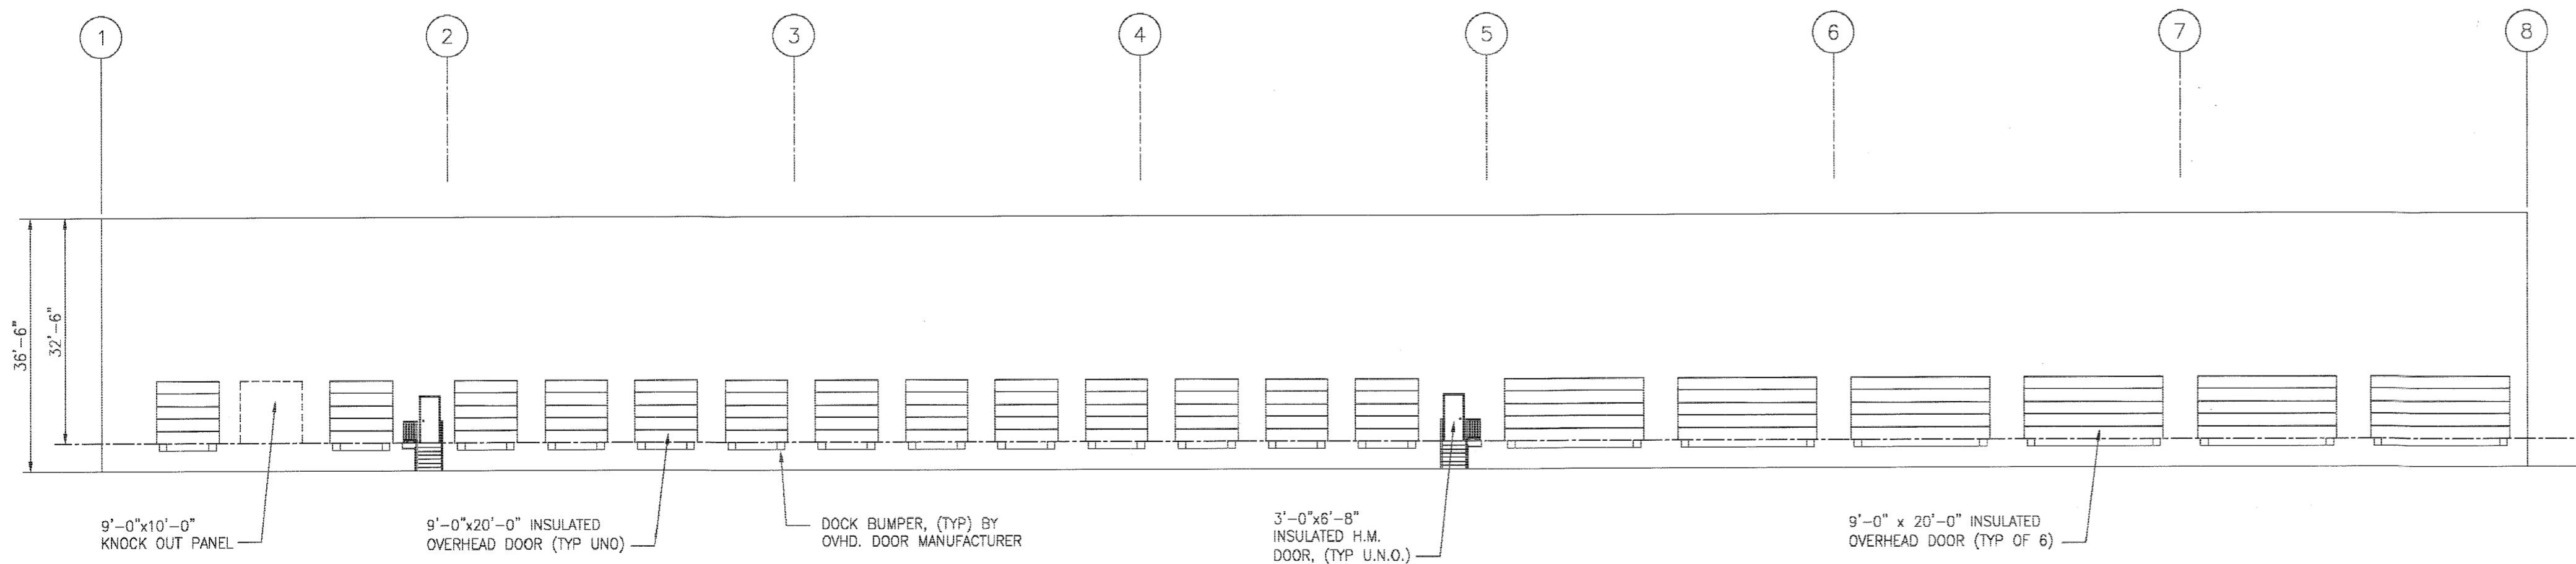 1 2 3 4 5 6 7 8
36'-6"
32'-6"
9'-0"x10'-0"
KNOCK OUT PANEL
9'-0"x20'-0" INSULATED
OVERHEAD DOOR (TYP UNO)
DOCK BUMPER, (TYP) BY
OVHD. DOOR MANUFACTURER
3'-0"x6'-8"
INSULATED H.M.
DOOR, (TYP U.N.O.)
9'-0" x 20'-0" INSULATED
OVERHEAD DOOR (TYP OF 6)